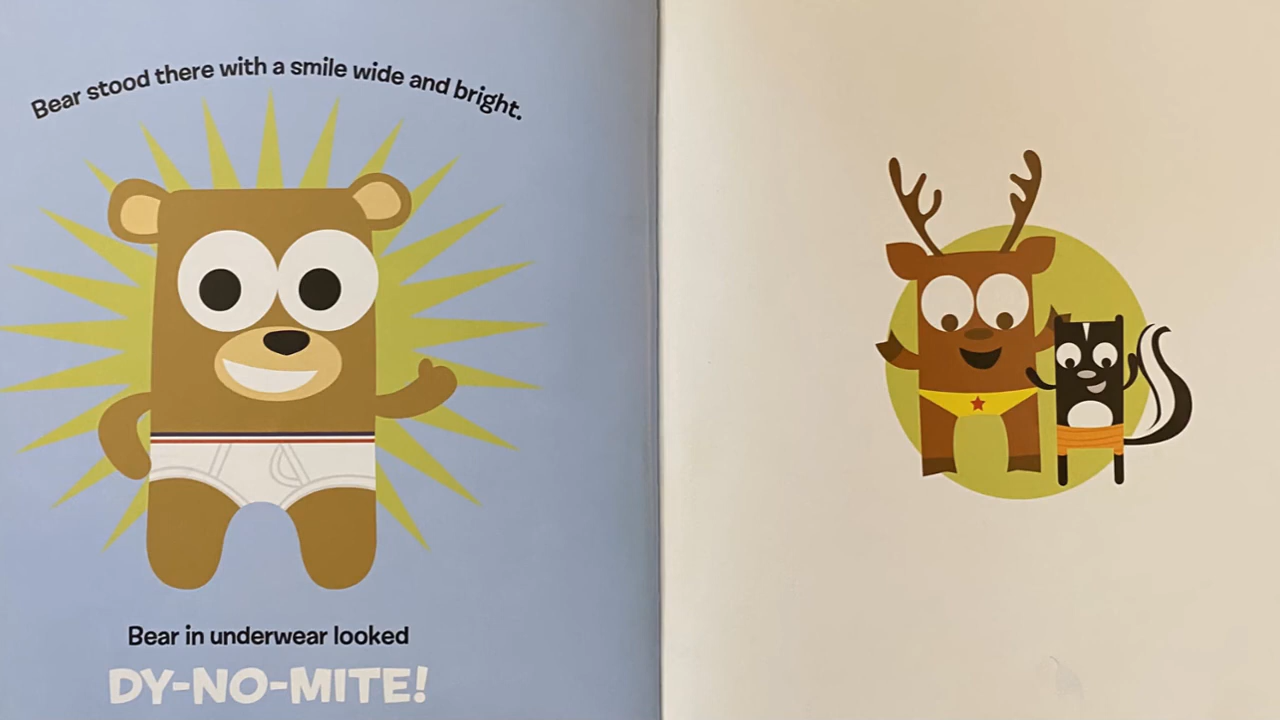 Bear stood there with a smile wide and bright.
Bear in underwear looked
DY-NO-MITE!